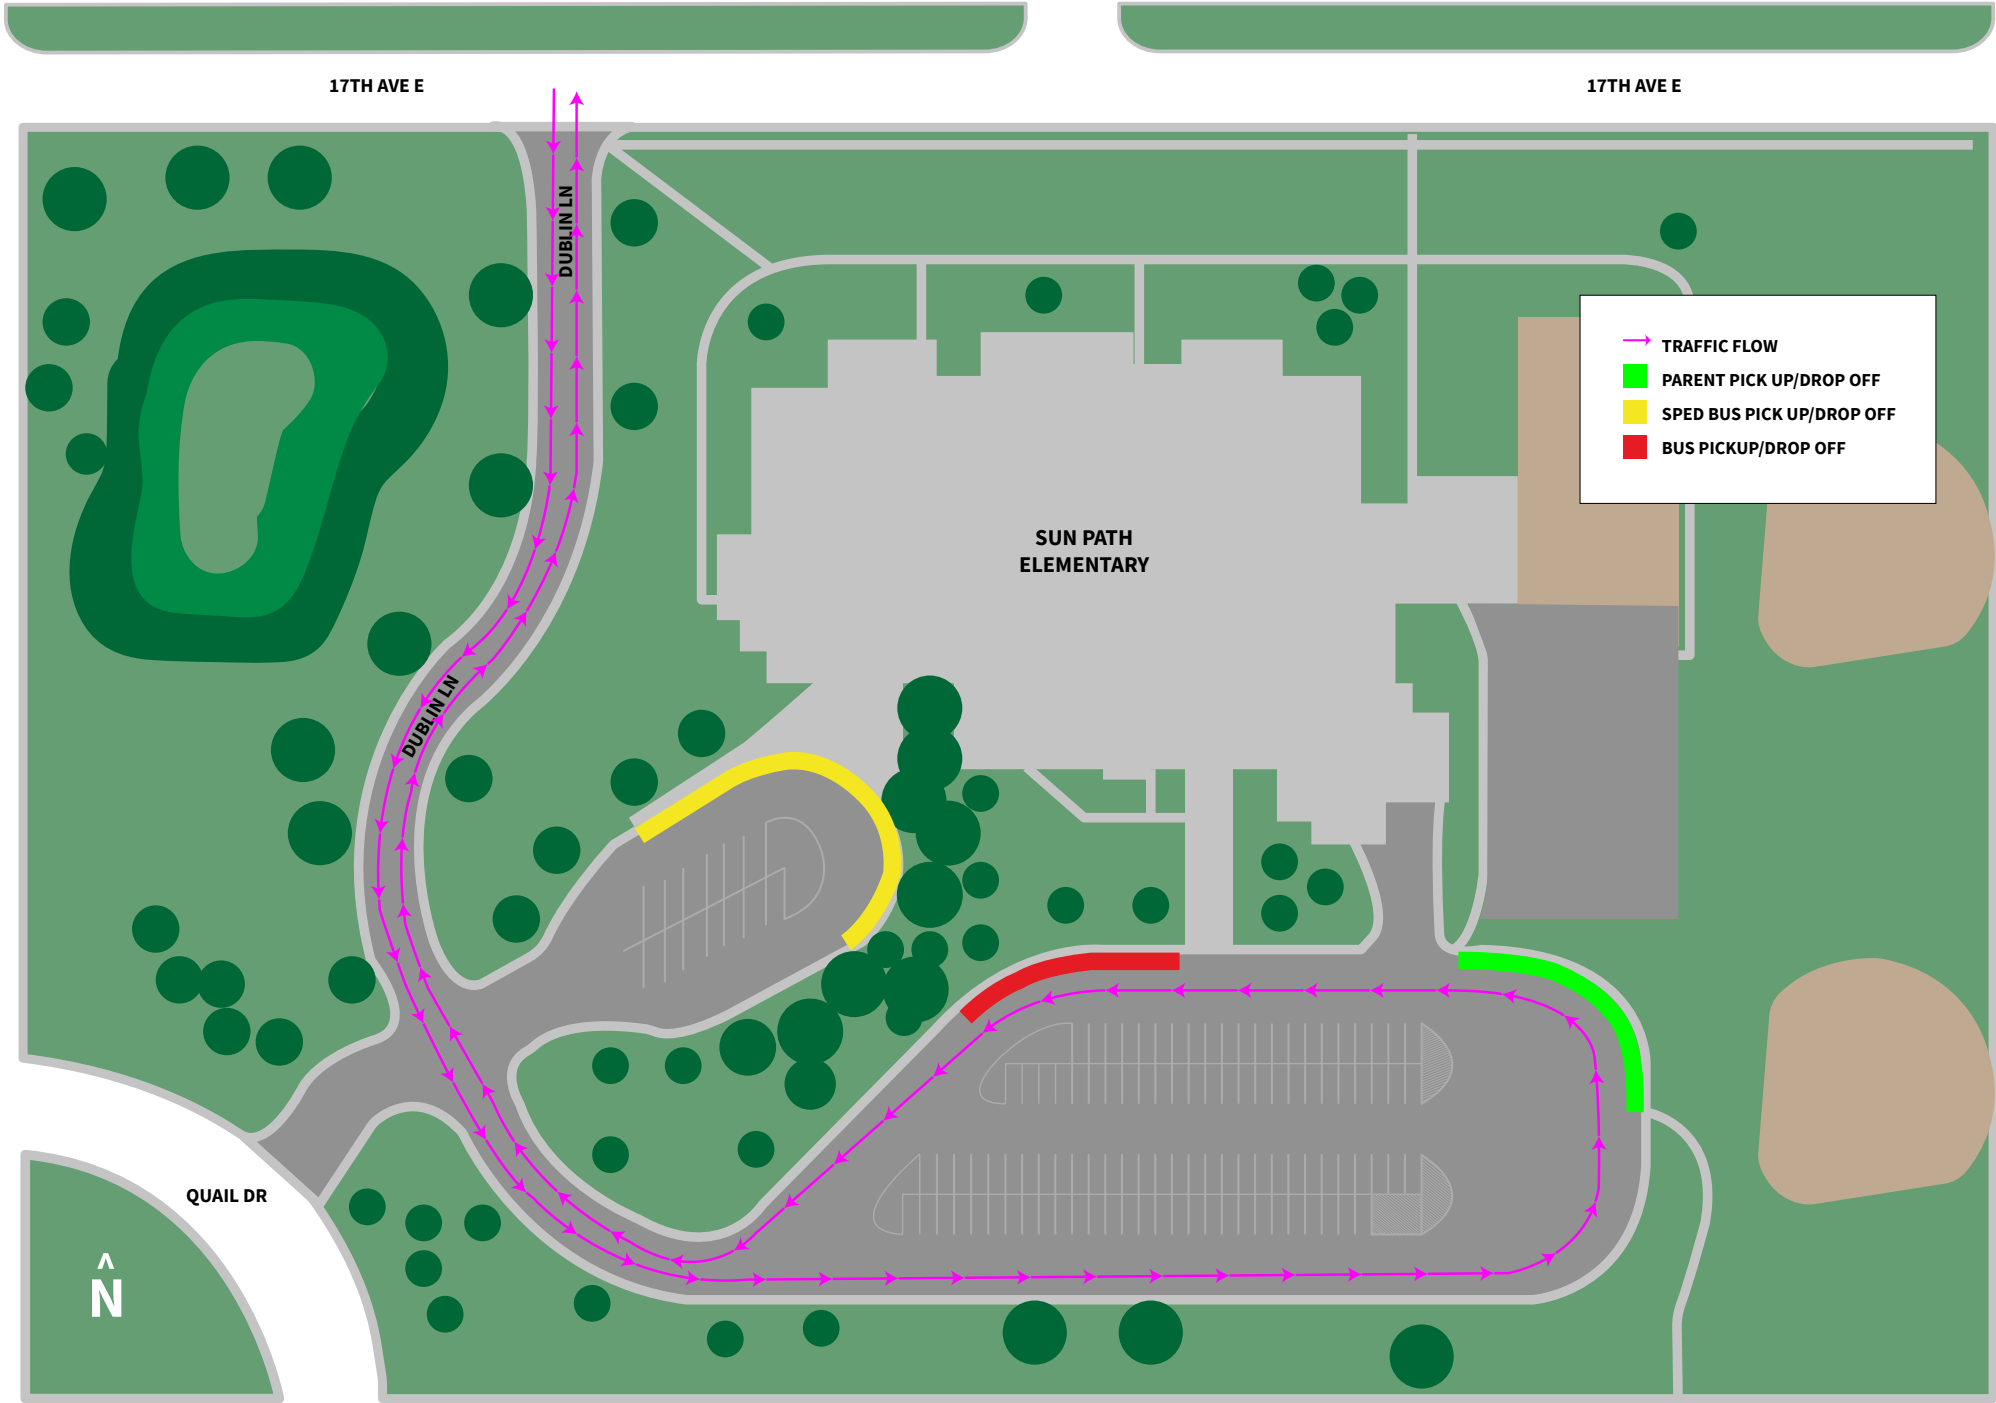 17TH AVE E
17TH AVE E
DUBLIN LN
TRAFFIC FLOW
PARENT PICK UP/DROP OFF
SPED BUS PICK UP/DROP OFF
BUS PICKUP/DROP OFF
SUN PATH
ELEMENTARY
DUBLIN LN
QUAIL DR
^
N